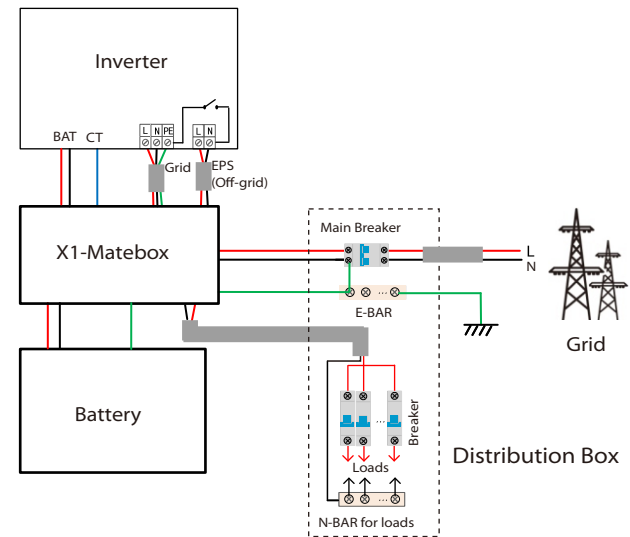 Inverter
L N PE
L N
BAT CT
Grid
EPS
(Off-grid)
X1-Matebox
Main Breaker
L
N
...
E-BAR
Grid
Battery
...
Breaker
Loads
Distribution Box
...
N-BAR for loads